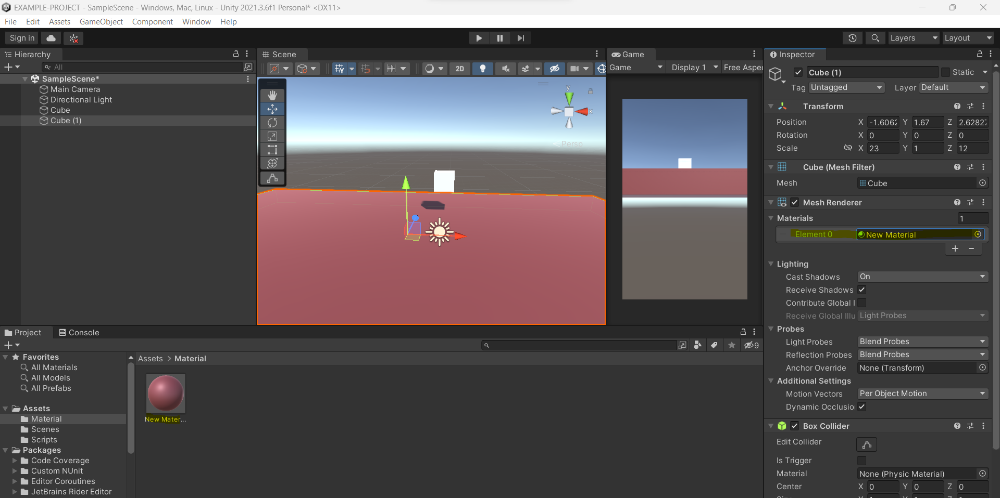 EXAMPLE-PROJECT - SampleScene - Windows, Mac, Linux - Unity 2021.3.6f1 Personal* <DX11>
File Edit Assets GameObject Component Window Help
Sign in Layers Layout
Hierarchy
All
SampleScene*
Main Camera
Directional Light
Cube
Cube (1)
Scene
2D
y
x
Persp
Game
Game Display 1 Free Aspec
Inspector
Cube (1) Static
Tag Untagged Layer Default
Transform
Position X -1.6062 Y 1.67 Z 2.62827
Rotation X 0 Y 0 Z 0
Scale X 23 Y 1 Z 12
Cube (Mesh Filter)
Mesh Cube
Mesh Renderer
Materials 1
Element 0 New Material
Lighting
Cast Shadows On
Receive Shadows
Contribute Global I
Receive Global Illu Light Probes
Probes
Light Probes Blend Probes
Reflection Probes Blend Probes
Anchor Override None (Transform)
Additional Settings
Motion Vectors Per Object Motion
Dynamic Occlusio
Box Collider
Edit Collider
Is Trigger
Material None (Physic Material)
Center X 0 Y 0 Z 0
Project Console
9
Favorites
All Materials
All Models
All Prefabs
Assets
Material
Scenes
Scripts
Packages
Code Coverage
Custom NUnit
Editor Coroutines
JetBrains Rider Editor
Assets > Material
New Mater...